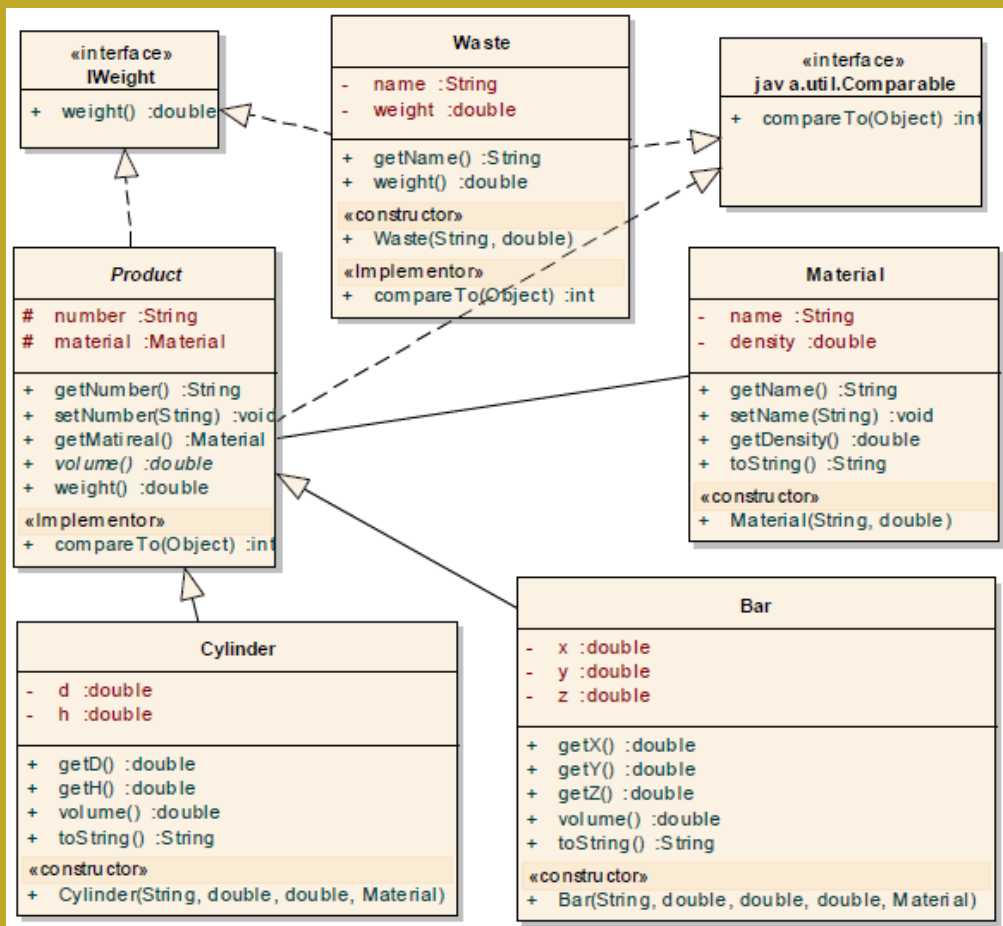 «interface»
IWeight
+ weight() :double
Waste
- name :String
- weight :double
+ getName() :String
+ weight() :double
«constructor»
+ Waste(String, double)
«Implementor»
+ compareTo(Object) :int
«interface»
java.util.Comparable
+ compareTo(Object) :int
Product
# number :String
# material :Material
+ getNumber() :String
+ setNumber(String) :void
+ getMatireal() :Material
+ volume() :double
+ weight() :double
«Implementor»
+ compareTo(Object) :int
Material
- name :String
- density :double
+ getName() :String
+ setName(String) :void
+ getDensity() :double
+ toString() :String
«constructor»
+ Material(String, double)
Cylinder
- d :double
- h :double
+ getD() :double
+ getH() :double
+ volume() :double
+ toString() :String
«constructor»
+ Cylinder(String, double, double, Material)
Bar
- x :double
- y :double
- z :double
+ getX() :double
+ getY() :double
+ getZ() :double
+ volume() :double
+ toString() :String
«constructor»
+ Bar(String, double, double, double, Material)